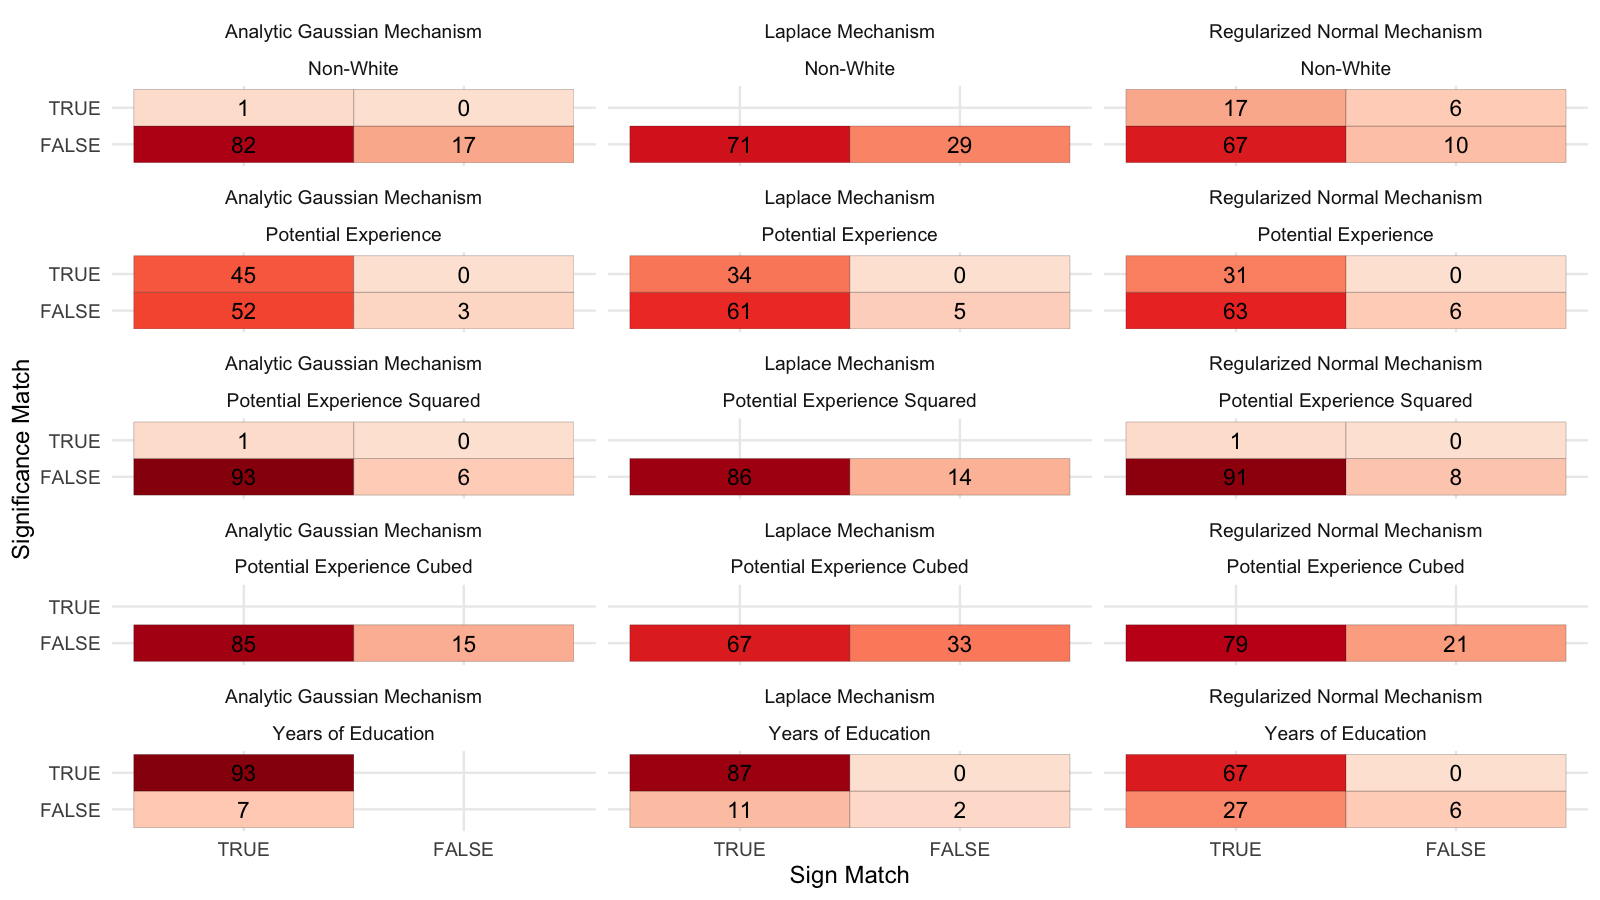 Analytic Gaussian Mechanism Laplace Mechanism Regularized Normal Mechanism
Non-White Non-White Non-White
TRUE 1 0 17 6
FALSE 82 17 71 29 67 10
Analytic Gaussian Mechanism Laplace Mechanism Regularized Normal Mechanism
Potential Experience Potential Experience Potential Experience
TRUE 45 0 34 0 31 0
FALSE 52 3 61 5 63 6
Analytic Gaussian Mechanism Laplace Mechanism Regularized Normal Mechanism
Potential Experience Squared Potential Experience Squared Potential Experience Squared
TRUE 1 0 1 0
FALSE 93 6 86 14 91 8
Significance Match
Analytic Gaussian Mechanism Laplace Mechanism Regularized Normal Mechanism
Potential Experience Cubed Potential Experience Cubed Potential Experience Cubed
TRUE
FALSE 85 15 67 33 79 21
Analytic Gaussian Mechanism Laplace Mechanism Regularized Normal Mechanism
Years of Education Years of Education Years of Education
TRUE 93 87 0 67 0
FALSE 7 11 2 27 6
TRUE FALSE TRUE FALSE TRUE FALSE
Sign Match